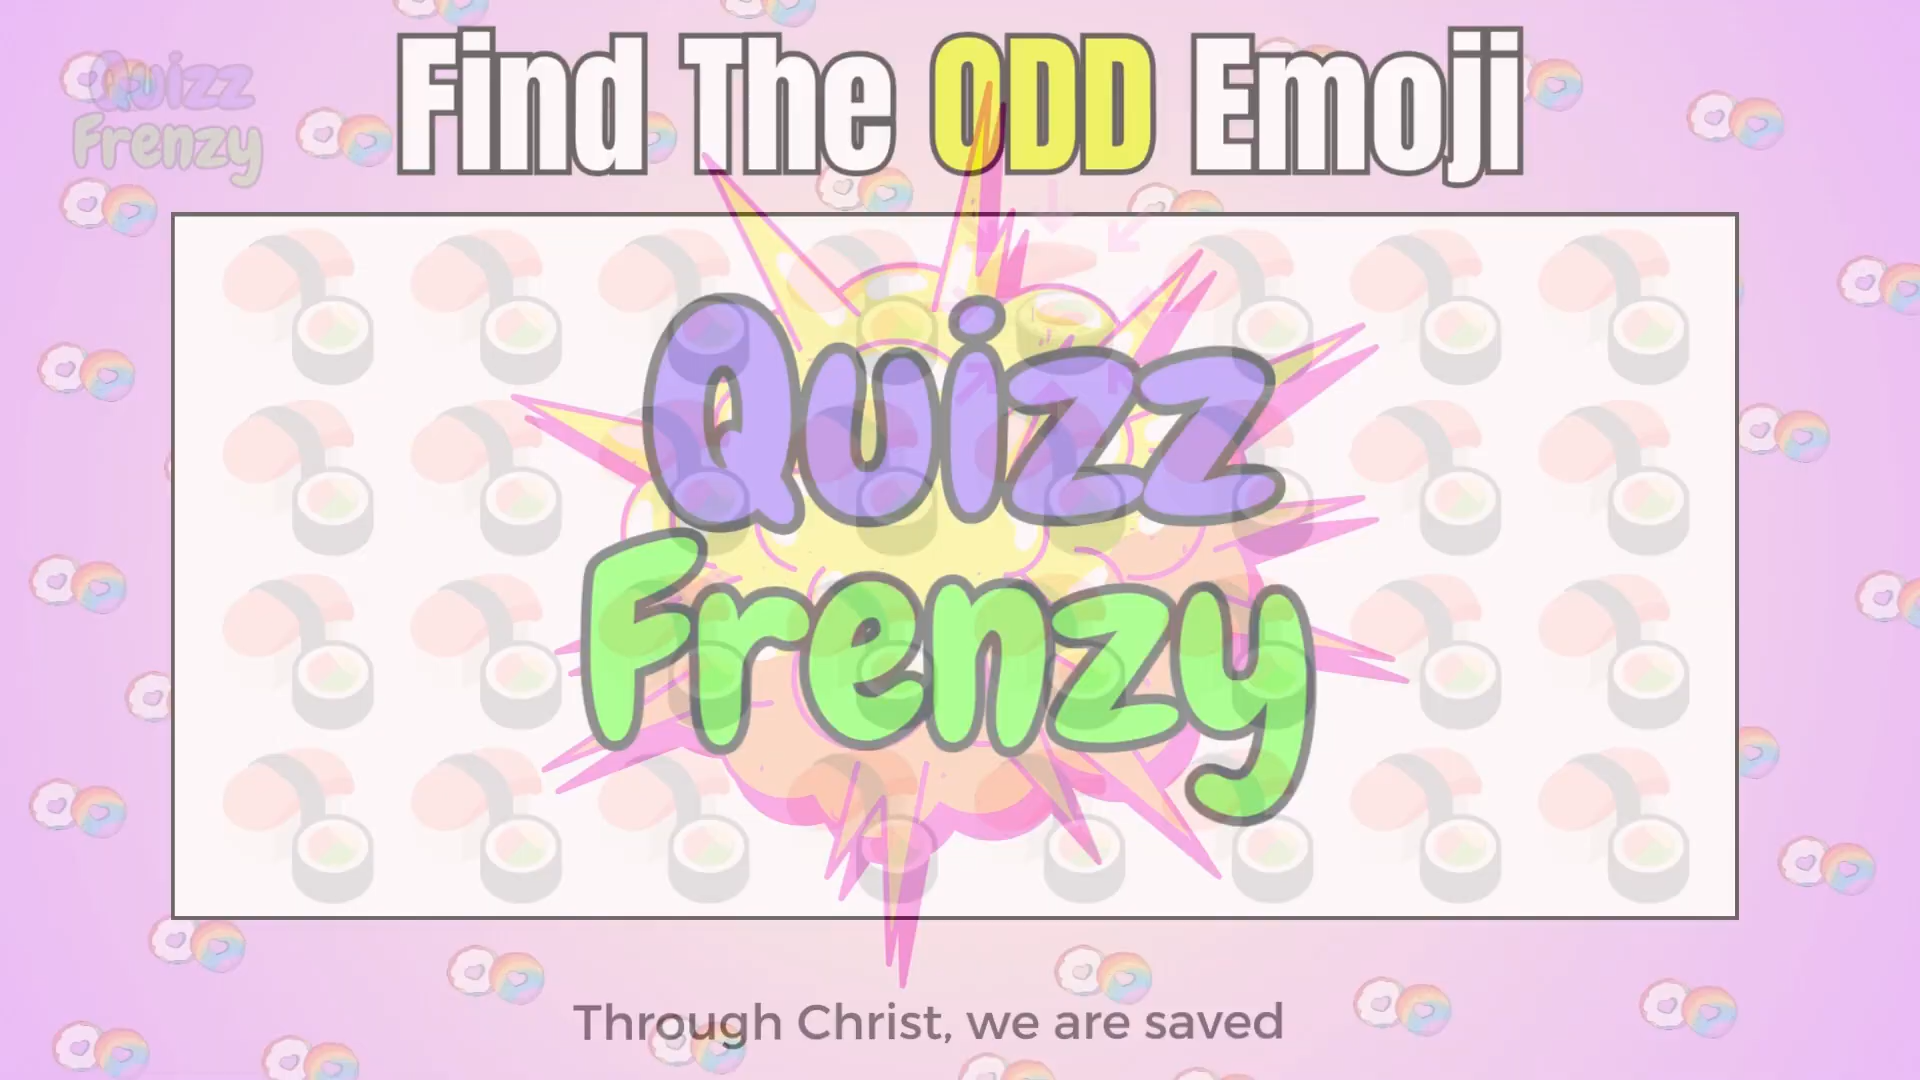 Find The ODD Emoji
Quizz
Frenzy
Quizz
Frenzy
Through Christ, we are saved